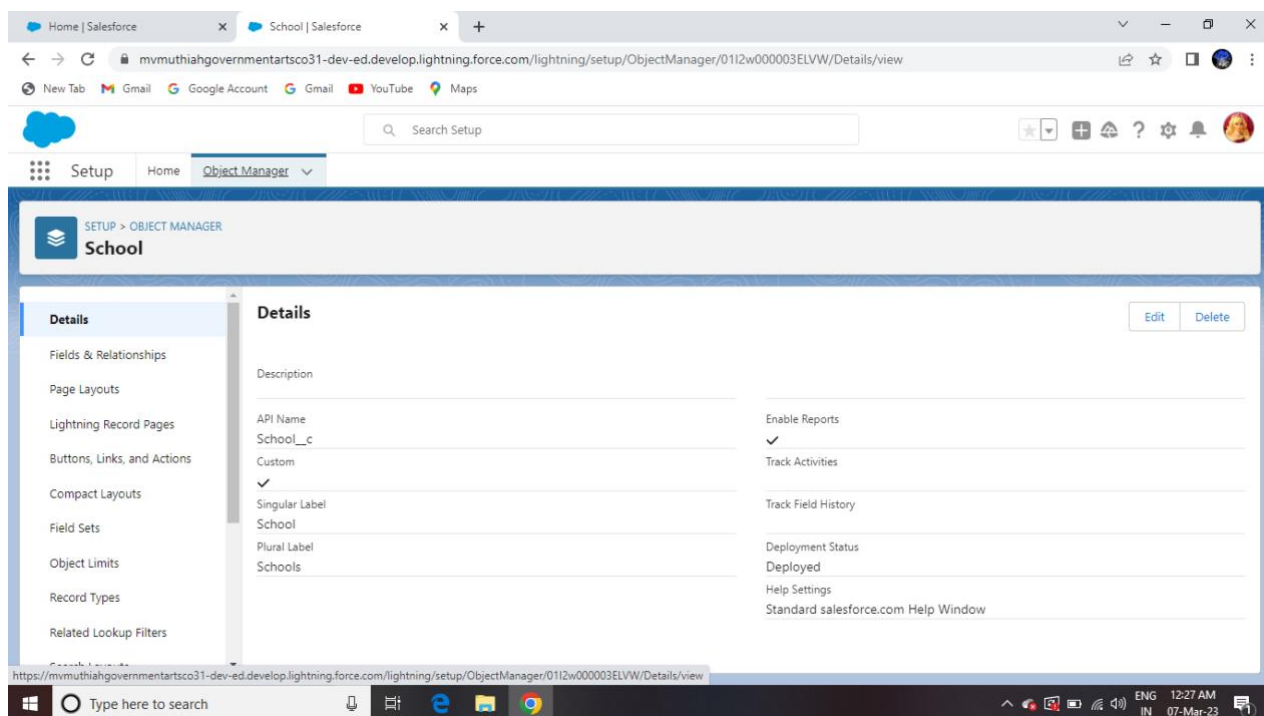 Home | Salesforce
School | Salesforce
mvmuthiahgovernmentartsco31-dev-ed.develop.lightning.force.com/lightning/setup/ObjectManager/01I2w000003ELVW/Details/view
New Tab Gmail Google Account Gmail YouTube Maps
Search Setup
Setup Home Object Manager
SETUP > OBJECT MANAGER
School
Details
Fields & Relationships
Page Layouts
Lightning Record Pages
Buttons, Links, and Actions
Compact Layouts
Field Sets
Object Limits
Record Types
Related Lookup Filters
Search Layouts
Details
Edit Delete
Description
API Name
School__c
Custom
Singular Label
School
Plural Label
Schools
Enable Reports
Track Activities
Track Field History
Deployment Status
Deployed
Help Settings
Standard salesforce.com Help Window
https://mvmuthiahgovernmentartsco31-dev-ed.develop.lightning.force.com/lightning/setup/ObjectManager/01I2w000003ELVW/Details/view
Type here to search
ENG 12:27 AM
IN 07-Mar-23